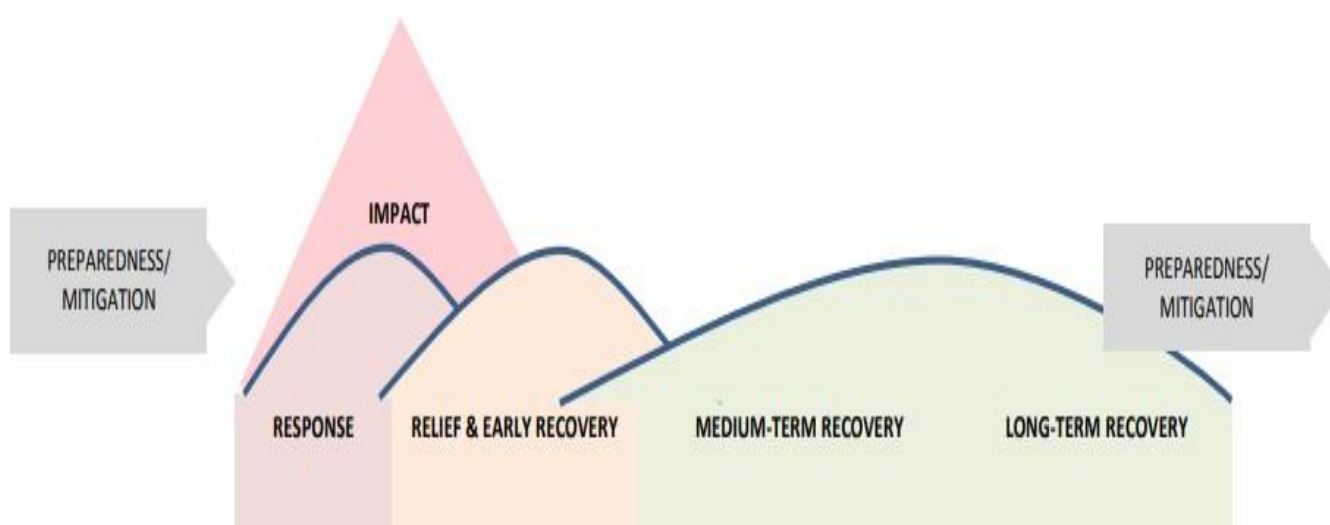 IMPACT
PREPAREDNESS/
MITIGATION
PREPAREDNESS/
MITIGATION
RESPONSE
RELIEF & EARLY RECOVERY
MEDIUM-TERM RECOVERY
LONG-TERM RECOVERY